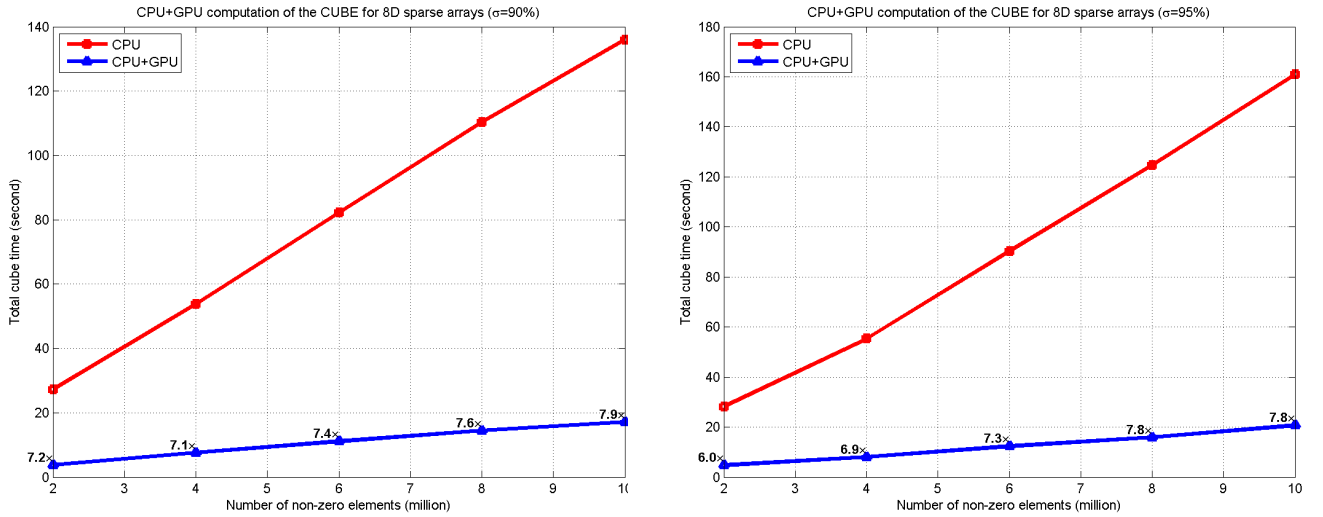 CPU+GPU computation of the CUBE for 8D sparse arrays (σ=90%)
140
120
100
80
60
40
20
0
Total cube time (second)
CPU
CPU+GPU
7.2×
7.1×
7.4×
7.6×
7.9×
2 3 4 5 6 7 8 9 10
Number of non-zero elements (million)
CPU+GPU computation of the CUBE for 8D sparse arrays (σ=95%)
180
160
140
120
100
80
60
40
20
0
Total cube time (second)
CPU
CPU+GPU
6.0×
6.9×
7.3×
7.8×
7.8×
2 3 4 5 6 7 8 9 10
Number of non-zero elements (million)